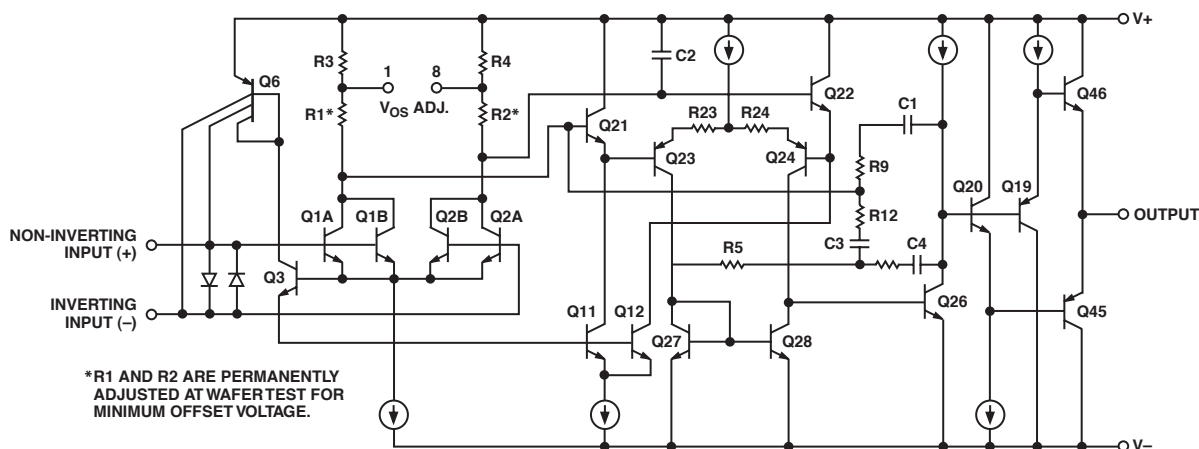 V+
R3
R4
C2
Q6
1
8
V_OS ADJ.
R1*
R2*
Q21
R23
R24
Q22
C1
Q46
Q23
Q24
R9
Q20
Q19
R12
OUTPUT
Q1A
Q1B
Q2B
Q2A
NON-INVERTING
INPUT (+)
C3
C4
R5
Q3
INVERTING
INPUT (–)
Q11
Q12
Q27
Q28
Q26
Q45
*R1 AND R2 ARE PERMANENTLY
ADJUSTED AT WAFER TEST FOR
MINIMUM OFFSET VOLTAGE.
V–